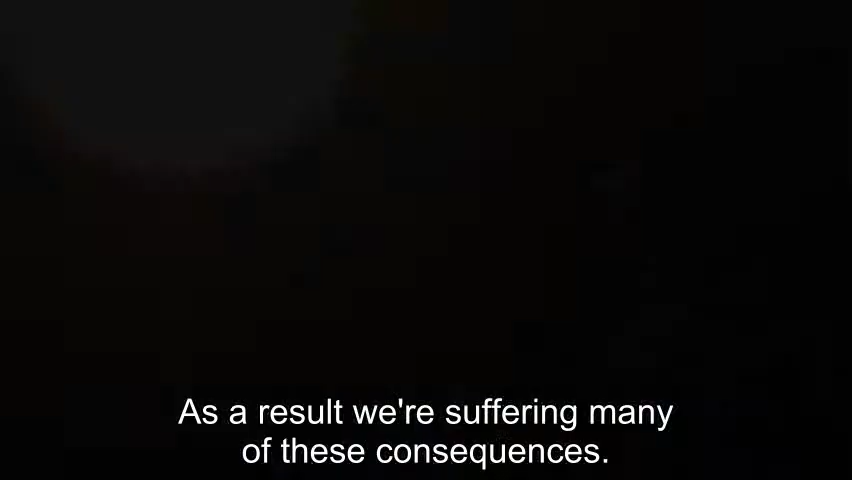 As a result we're suffering many
of these consequences.